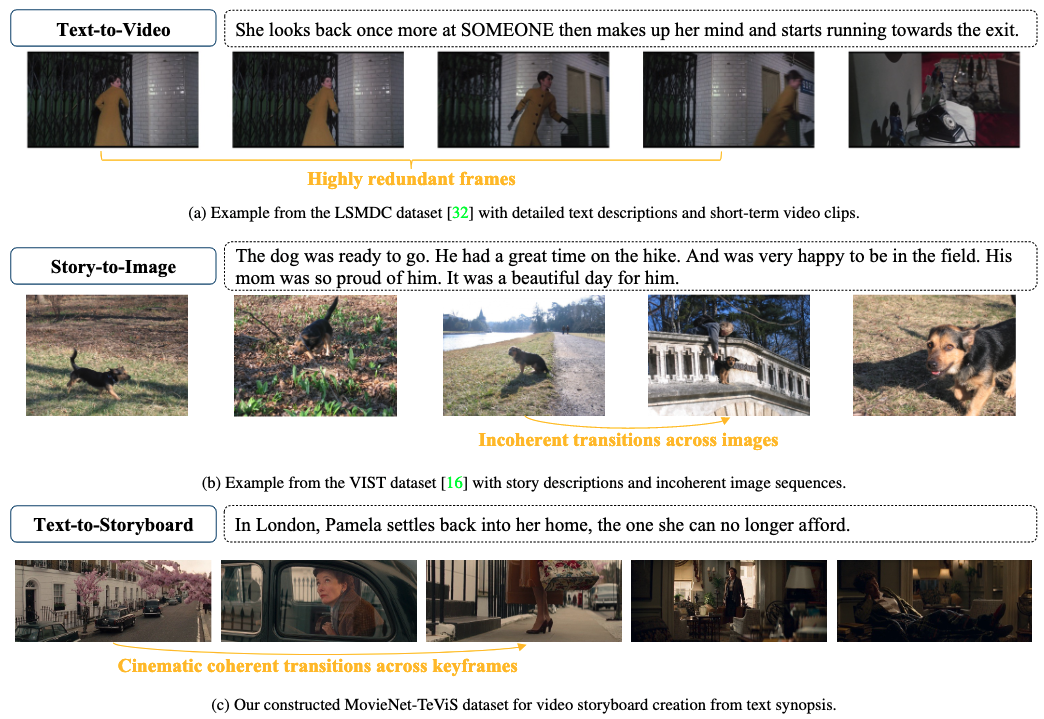 Text-to-Video
She looks back once more at SOMEONE then makes up her mind and starts running towards the exit.
Highly redundant frames
(a) Example from the LSMDC dataset [32] with detailed text descriptions and short-term video clips.
Story-to-Image
The dog was ready to go. He had a great time on the hike. And was very happy to be in the field. His
mom was so proud of him. It was a beautiful day for him.
Incoherent transitions across images
(b) Example from the VIST dataset [16] with story descriptions and incoherent image sequences.
Text-to-Storyboard
In London, Pamela settles back into her home, the one she can no longer afford.
Cinematic coherent transitions across keyframes
(c) Our constructed MovieNet-TeViS dataset for video storyboard creation from text synopsis.